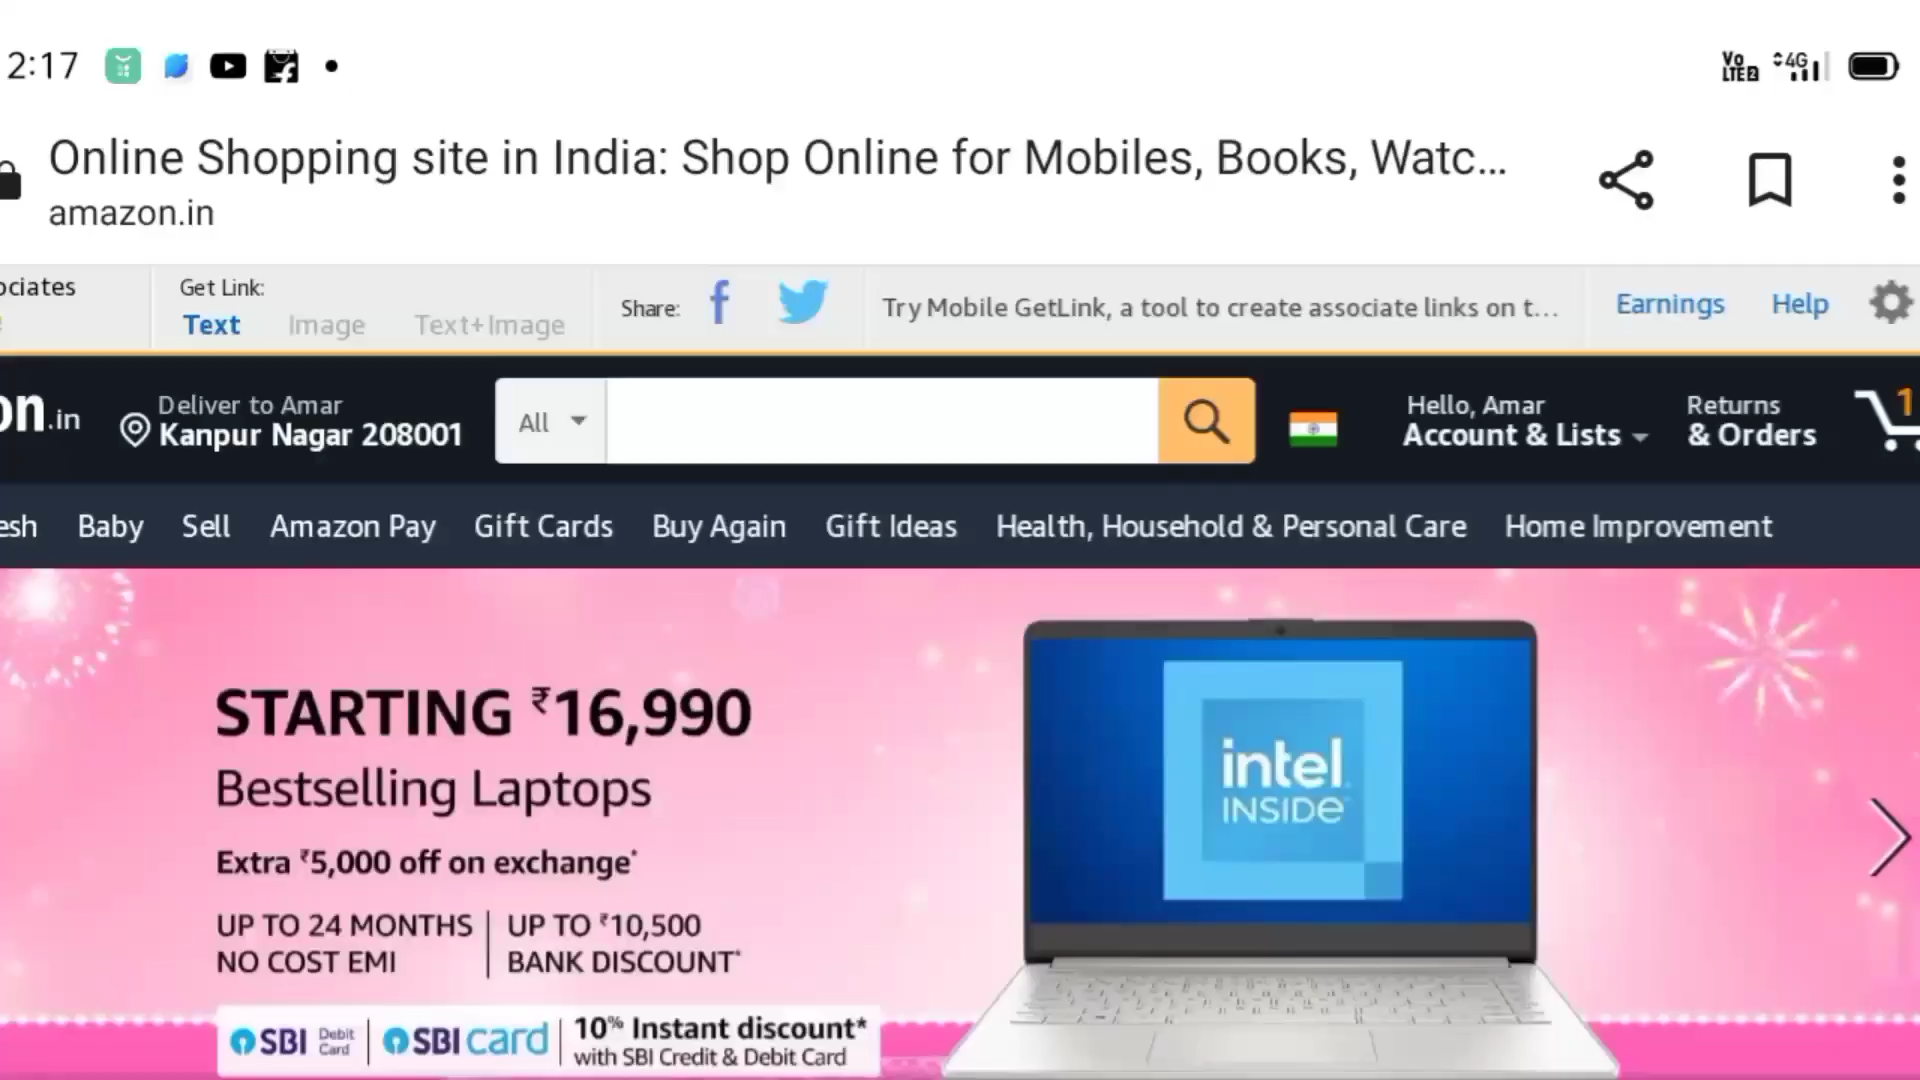 2:17
Vo LTE2 4G
Online Shopping site in India: Shop Online for Mobiles, Books, Watc...
amazon.in
ociates
Get Link:
Text Image Text+Image
Share:
Try Mobile GetLink, a tool to create associate links on t...
Earnings Help
on.in
Deliver to Amar
Kanpur Nagar 208001
All
Hello, Amar
Account & Lists
Returns
& Orders
1
esh Baby Sell Amazon Pay Gift Cards Buy Again Gift Ideas Health, Household & Personal Care Home Improvement
STARTING ₹16,990
Bestselling Laptops
Extra ₹5,000 off on exchange*
UP TO 24 MONTHS
NO COST EMI
UP TO ₹10,500
BANK DISCOUNT*
SBI Debit Card
SBI card
10% Instant discount*
with SBI Credit & Debit Card
intel
INSIDE